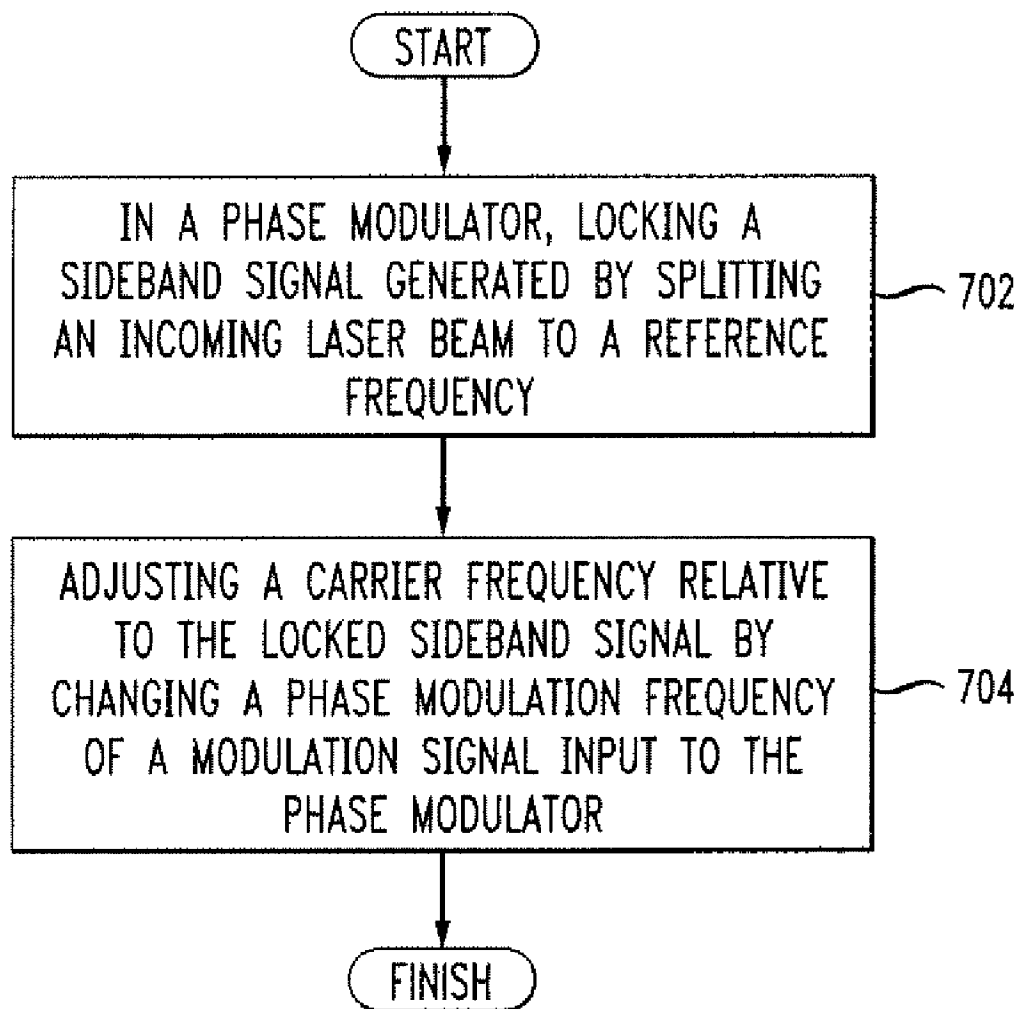 START
IN A PHASE MODULATOR, LOCKING A
SIDEBAND SIGNAL GENERATED BY SPLITTING
AN INCOMING LASER BEAM TO A REFERENCE
FREQUENCY
702
ADJUSTING A CARRIER FREQUENCY RELATIVE
TO THE LOCKED SIDEBAND SIGNAL BY
CHANGING A PHASE MODULATION FREQUENCY
OF A MODULATION SIGNAL INPUT TO THE
PHASE MODULATOR
704
FINISH